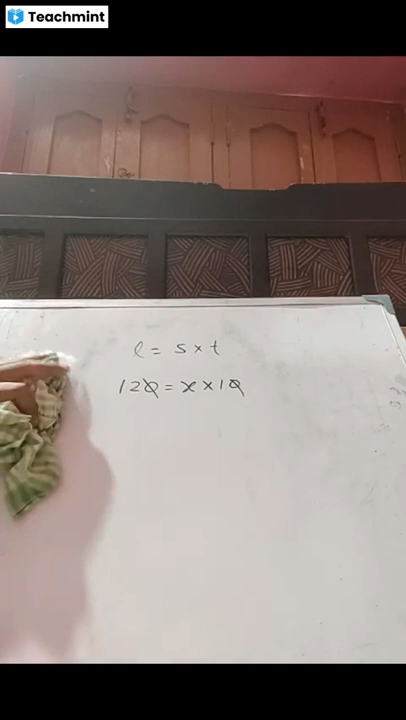 Teachmint
l = s × t
120 = x × 10